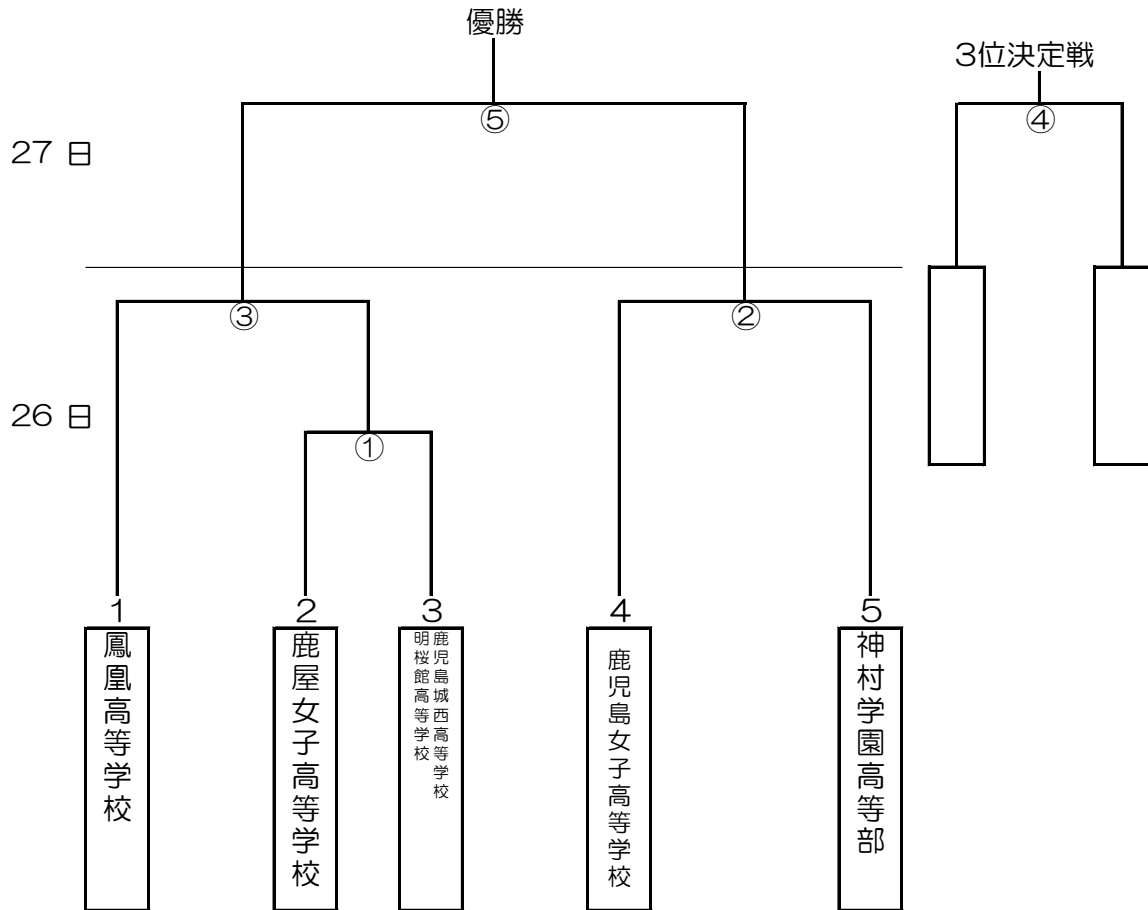 優勝
3位決定戦
⑤
④
27 日
③
②
26 日
①
1
2
3
4
5
鳳凰高等学校
鹿屋女子高等学校
鹿児島城西高等学校
明桜館高等学校
鹿児島女子高等学校
神村学園高等部